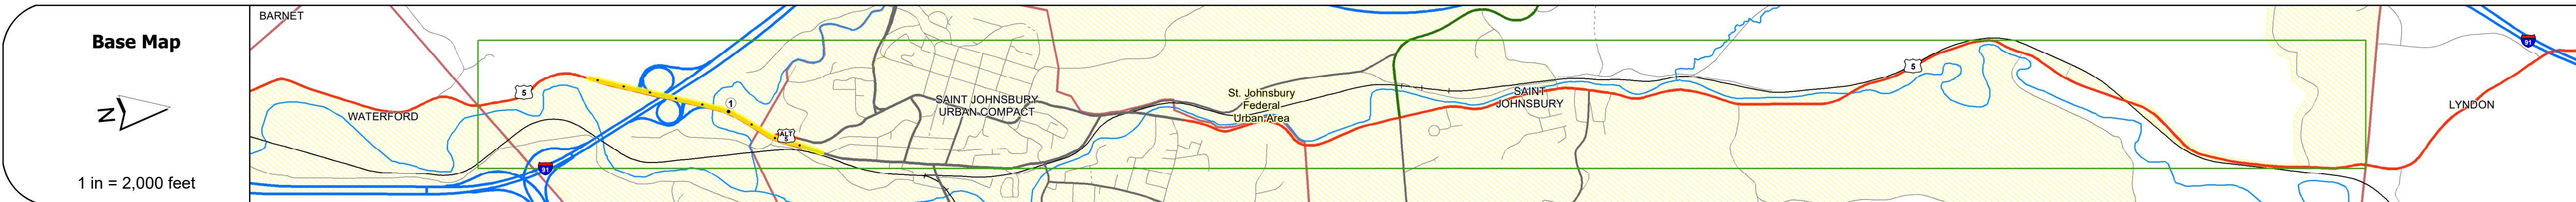 Base Map
N
1 in = 2,000 feet
BARNET
WATERFORD
5
91
1
ALT
5
SAINT JOHNSBURY
URBAN COMPACT
St. Johnsbury
Federal
Urban Area
SAINT
JOHNSBURY
5
LYNDON
91